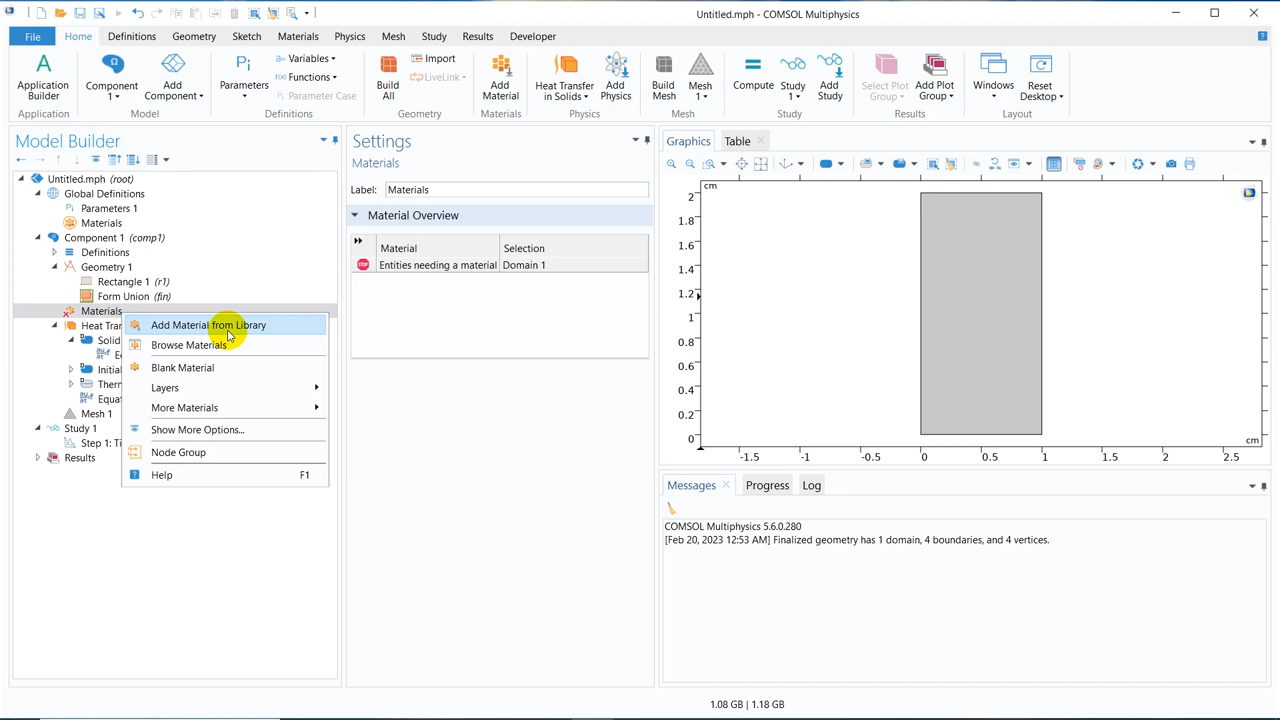 Untitled.mph - COMSOL Multiphysics
File Home Definitions Geometry Sketch Materials Physics Mesh Study Results Developer
Application Builder
Component 1
Add Component
Parameters
a= Variables
f(x) Functions
Pi Parameter Case
Build All
Import
LiveLink
Add Material
Heat Transfer in Solids
Add Physics
Build Mesh
Mesh 1
Compute
Study 1
Add Study
Select Plot Group
Add Plot Group
Windows
Reset Desktop
Application Model Definitions Geometry Materials Physics Mesh Study Results Layout
Model Builder
Untitled.mph (root)
Global Definitions
Pi Parameters 1
Materials
Component 1 (comp1)
Definitions
Geometry 1
Rectangle 1 (r1)
Form Union (fin)
Materials
Heat Tran
Solid
E
Initial
Therm
Equat
Mesh 1
Study 1
Step 1: Ti
Results
Add Material from Library
Browse Materials
Blank Material
Layers
More Materials
Show More Options...
Node Group
Help F1
Settings
Materials
Label: Materials
Material Overview
Material Selection
STOP Entities needing a material Domain 1
Graphics Table
cm
2
1.8
1.6
1.4
1.2
1
0.8
0.6
0.4
0.2
0
cm
-1.5 -1 -0.5 0 0.5 1 1.5 2 2.5
Messages Progress Log
COMSOL Multiphysics 5.6.0.280
[Feb 20, 2023 12:53 AM] Finalized geometry has 1 domain, 4 boundaries, and 4 vertices.
1.08 GB | 1.18 GB